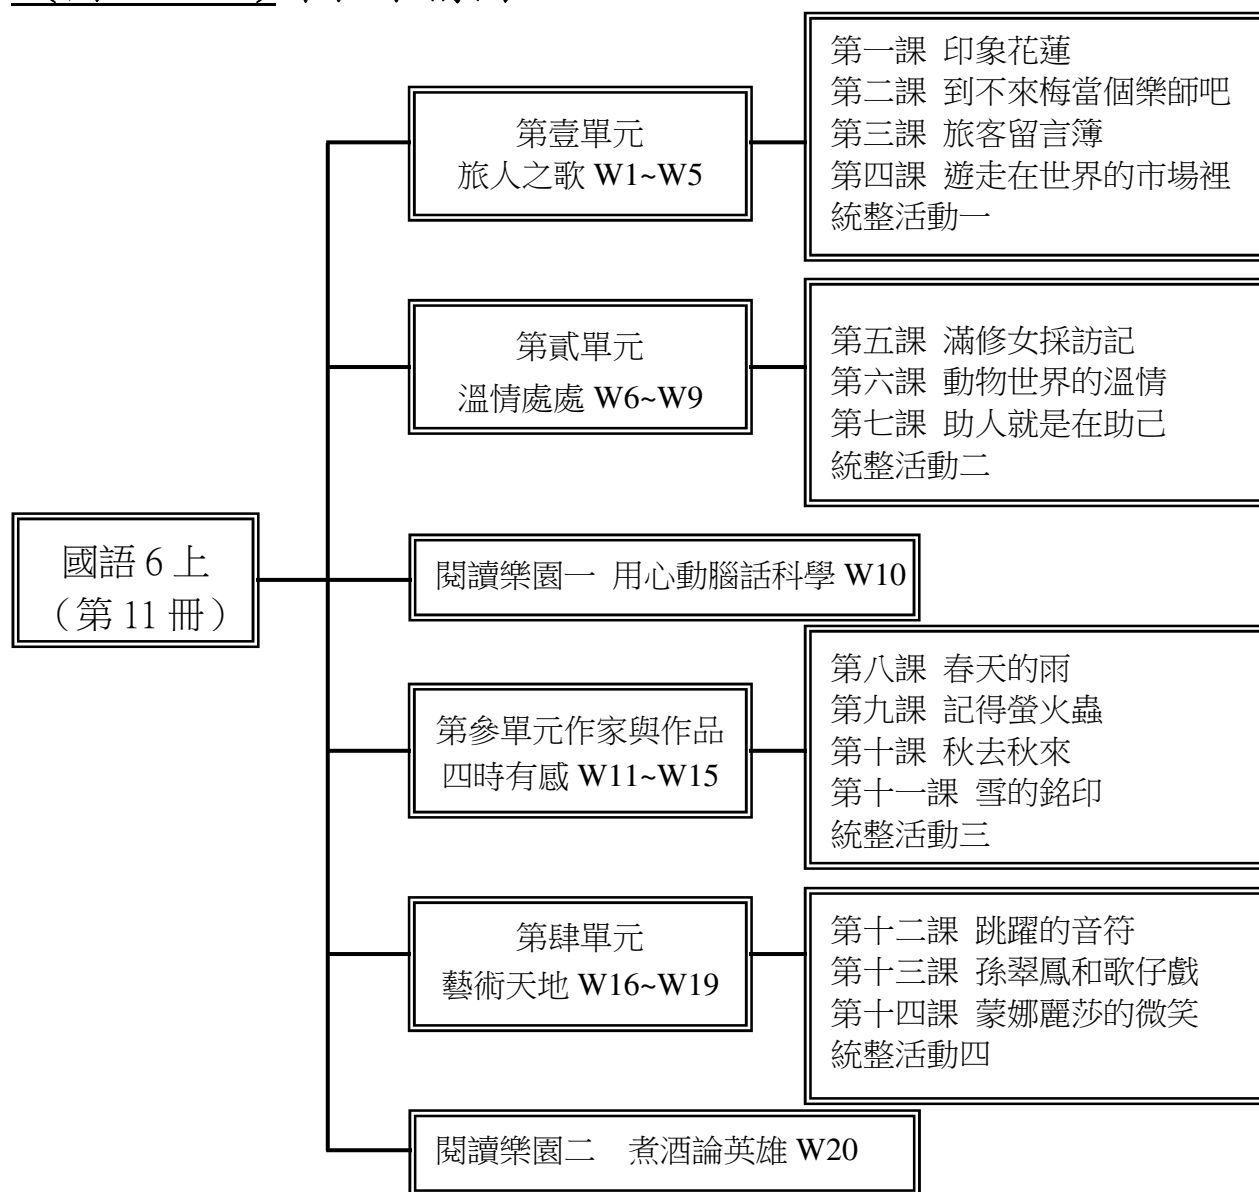 國語 6 上
（第 11 冊）
第壹單元
旅人之歌 W1~W5
第一課 印象花蓮
第二課 到不來梅當個樂師吧
第三課 旅客留言簿
第四課 遊走在世界的市場裡
統整活動一
第貳單元
溫情處處 W6~W9
第五課 滿修女採訪記
第六課 動物世界的溫情
第七課 助人就是在助己
統整活動二
閱讀樂園一 用心動腦話科學 W10
第參單元作家與作品
四時有感 W11~W15
第八課 春天的雨
第九課 記得螢火蟲
第十課 秋去秋來
第十一課 雪的銘印
統整活動三
第肆單元
藝術天地 W16~W19
第十二課 跳躍的音符
第十三課 孫翠鳳和歌仔戲
第十四課 蒙娜麗莎的微笑
統整活動四
閱讀樂園二 煮酒論英雄 W20